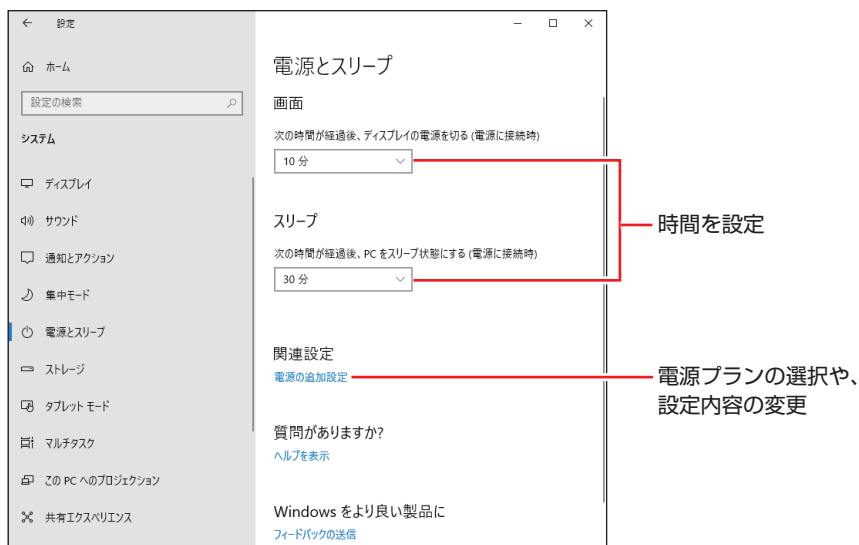 設定
ホーム
設定の検索
システム
ディスプレイ
サウンド
通知とアクション
集中モード
電源とスリープ
ストレージ
タブレット モード
マルチタスク
この PC へのプロジェクション
共有エクスペリエンス
電源とスリープ
画面
次の時間が経過後、ディスプレイの電源を切る (電源に接続時)
10 分
スリープ
次の時間が経過後、PC をスリープ状態にする (電源に接続時)
30 分
関連設定
電源の追加設定
質問がありますか?
ヘルプを表示
Windows をより良い製品に
フィードバックの送信
時間を設定
電源プランの選択や、
設定内容の変更